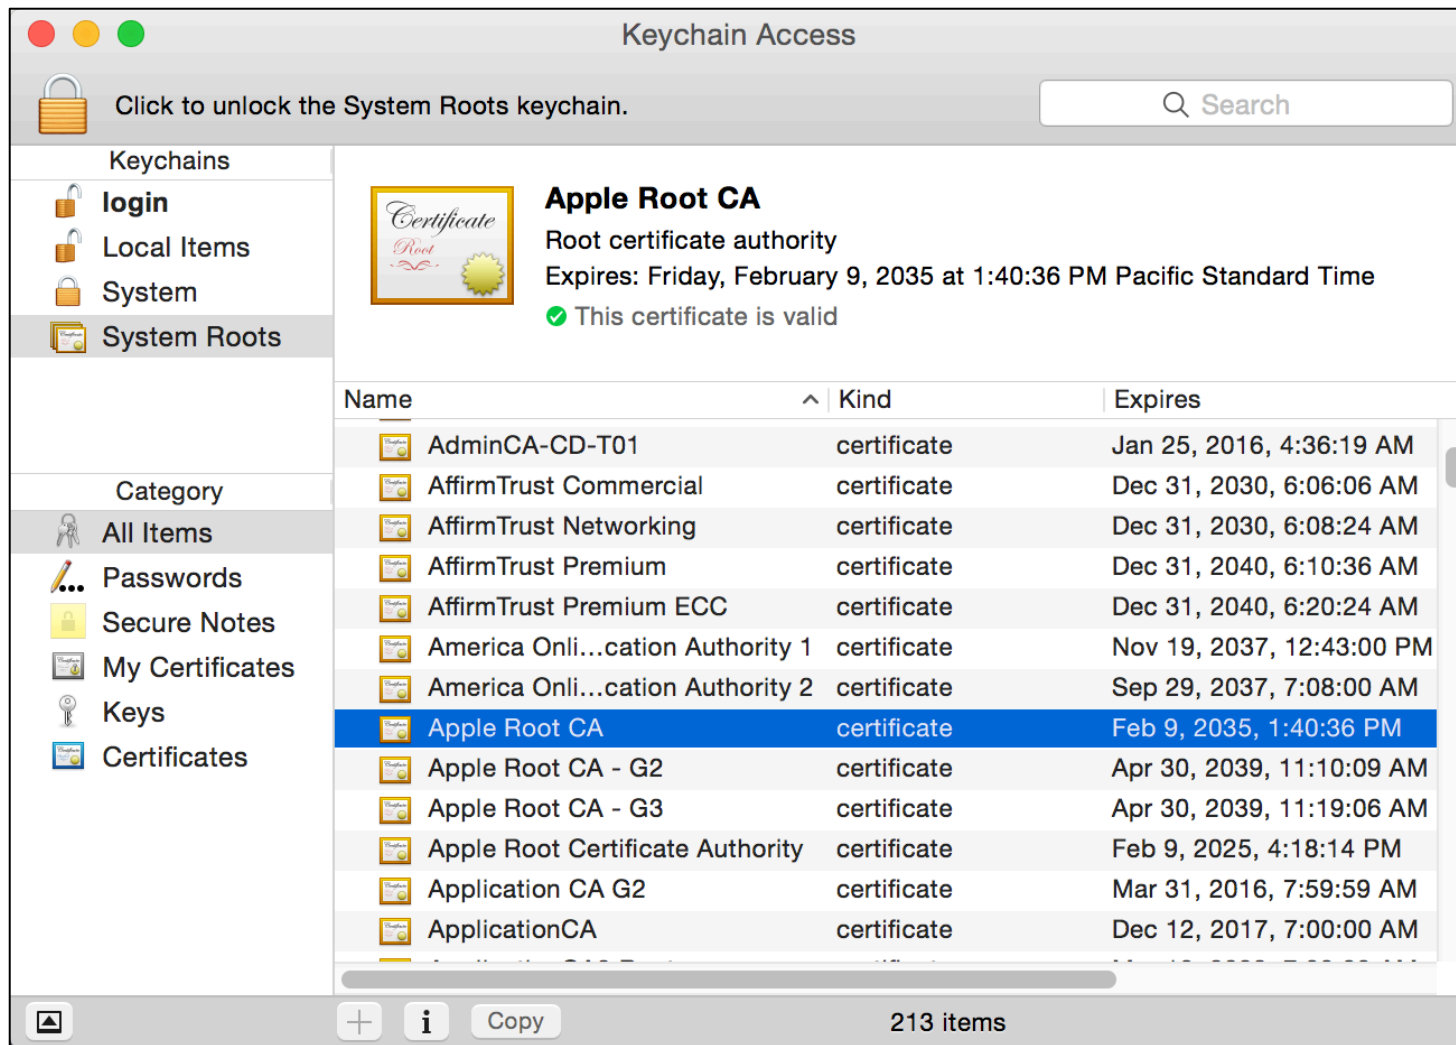 Keychain Access
Click to unlock the System Roots keychain.
Search
Keychains
login
Local Items
System
System Roots
Category
All Items
Passwords
Secure Notes
My Certificates
Keys
Certificates
Certificate
Root
Apple Root CA
Root certificate authority
Expires: Friday, February 9, 2035 at 1:40:36 PM Pacific Standard Time
This certificate is valid
Name Kind Expires
AdminCA-CD-T01 certificate Jan 25, 2016, 4:36:19 AM
AffirmTrust Commercial certificate Dec 31, 2030, 6:06:06 AM
AffirmTrust Networking certificate Dec 31, 2030, 6:08:24 AM
AffirmTrust Premium certificate Dec 31, 2040, 6:10:36 AM
AffirmTrust Premium ECC certificate Dec 31, 2040, 6:20:24 AM
America Onli...cation Authority 1 certificate Nov 19, 2037, 12:43:00 PM
America Onli...cation Authority 2 certificate Sep 29, 2037, 7:08:00 AM
Apple Root CA certificate Feb 9, 2035, 1:40:36 PM
Apple Root CA - G2 certificate Apr 30, 2039, 11:10:09 AM
Apple Root CA - G3 certificate Apr 30, 2039, 11:19:06 AM
Apple Root Certificate Authority certificate Feb 9, 2025, 4:18:14 PM
Application CA G2 certificate Mar 31, 2016, 7:59:59 AM
ApplicationCA certificate Dec 12, 2017, 7:00:00 AM
Copy
213 items